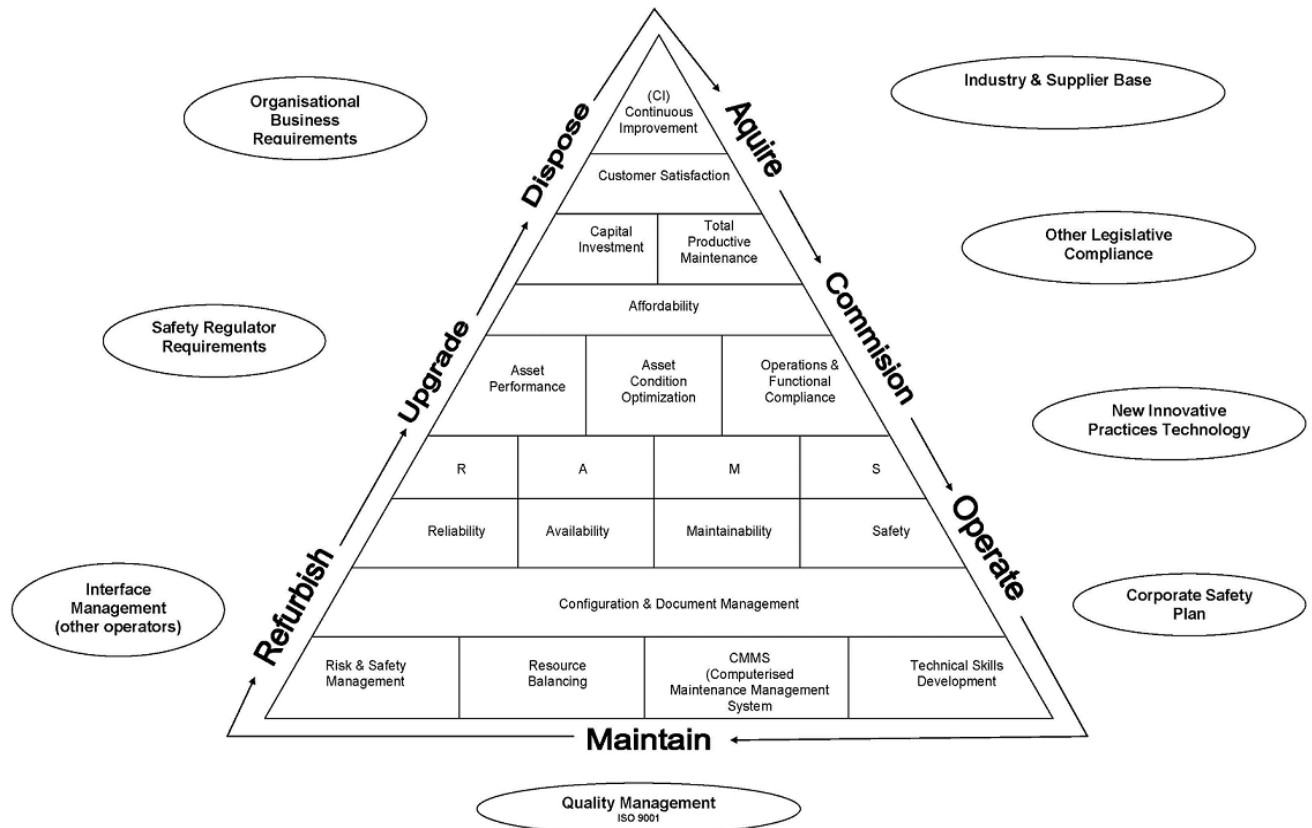 Organisational
Business
Requirements
Industry & Supplier Base
Other Legislative
Compliance
Safety Regulator
Requirements
New Innovative
Practices Technology
Interface
Management
(other operators)
Corporate Safety
Plan
Quality Management
ISO 9001
Aquire
Commision
Operate
Maintain
Refurbish
Upgrade
Dispose
(CI)
Continuous
Improvement
Customer Satisfaction
Capital
Investment
Total
Productive
Maintenance
Affordability
Asset
Performance
Asset
Condition
Optimization
Operations &
Functional
Compliance
R
A
M
S
Reliability
Availability
Maintainability
Safety
Configuration & Document Management
Risk & Safety
Management
Resource
Balancing
CMMS
(Computerised
Maintenance Management
System
Technical Skills
Development